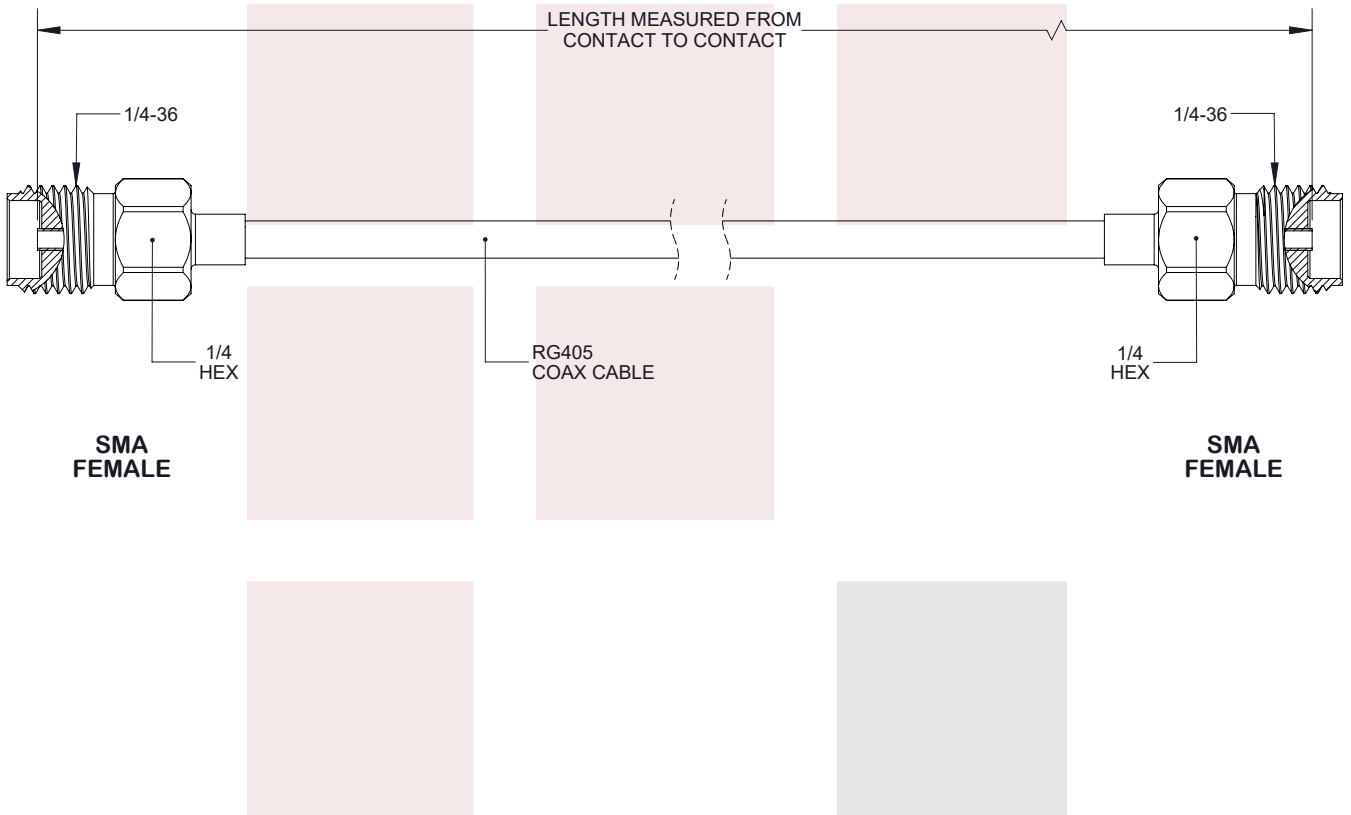 LENGTH MEASURED FROM
CONTACT TO CONTACT
1/4-36
1/4-36
1/4
HEX
RG405
COAX CABLE
1/4
HEX
SMA
FEMALE
SMA
FEMALE